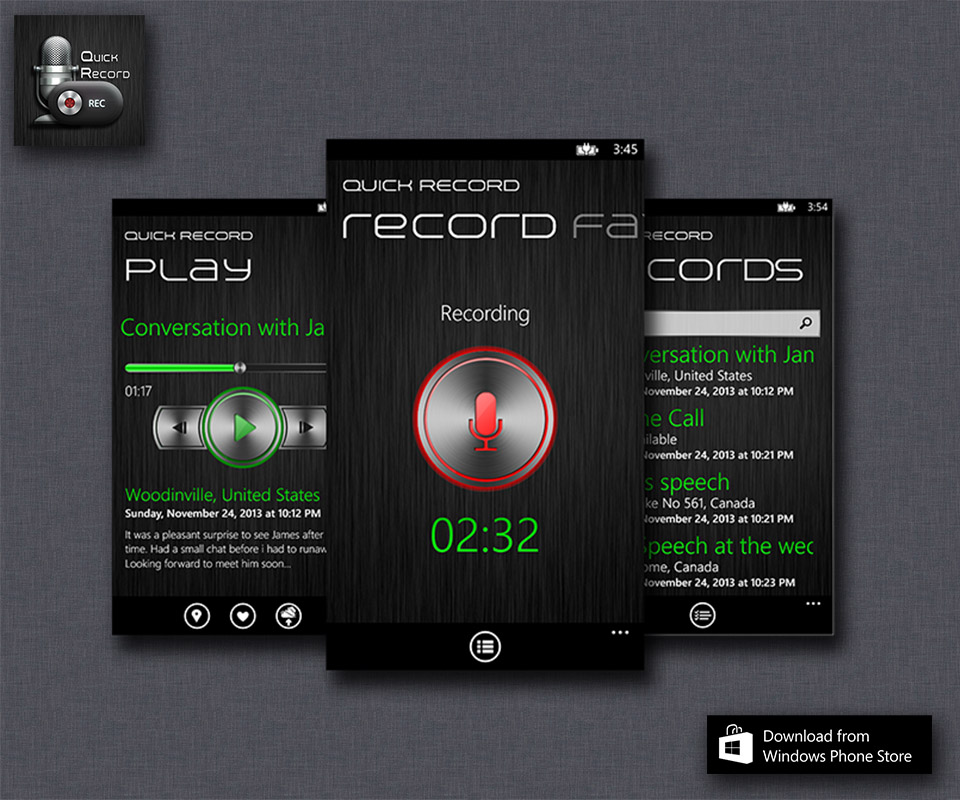 Quick
Record
REC
QUICK RECORD
PLAY
Conversation with Ja
01:17
Woodinville, United States
Sunday, November 24, 2013 at 10:12 PM
It was a pleasant surprise to see James after
time. Had a small chat before i had to runaw
Looking forward to meet him soon...
3:45
QUICK RECORD
record fa
Recording
02:32
3:54
RECORD
CORDS
versation with Jan
ville, United States
November 24, 2013 at 10:12 PM
ne Call
ilable
November 24, 2013 at 10:21 PM
s speech
ke No 561, Canada
November 24, 2013 at 10:21 PM
Speech at the wed
ome, Canada
November 24, 2013 at 10:23 PM
Download from
Windows Phone Store